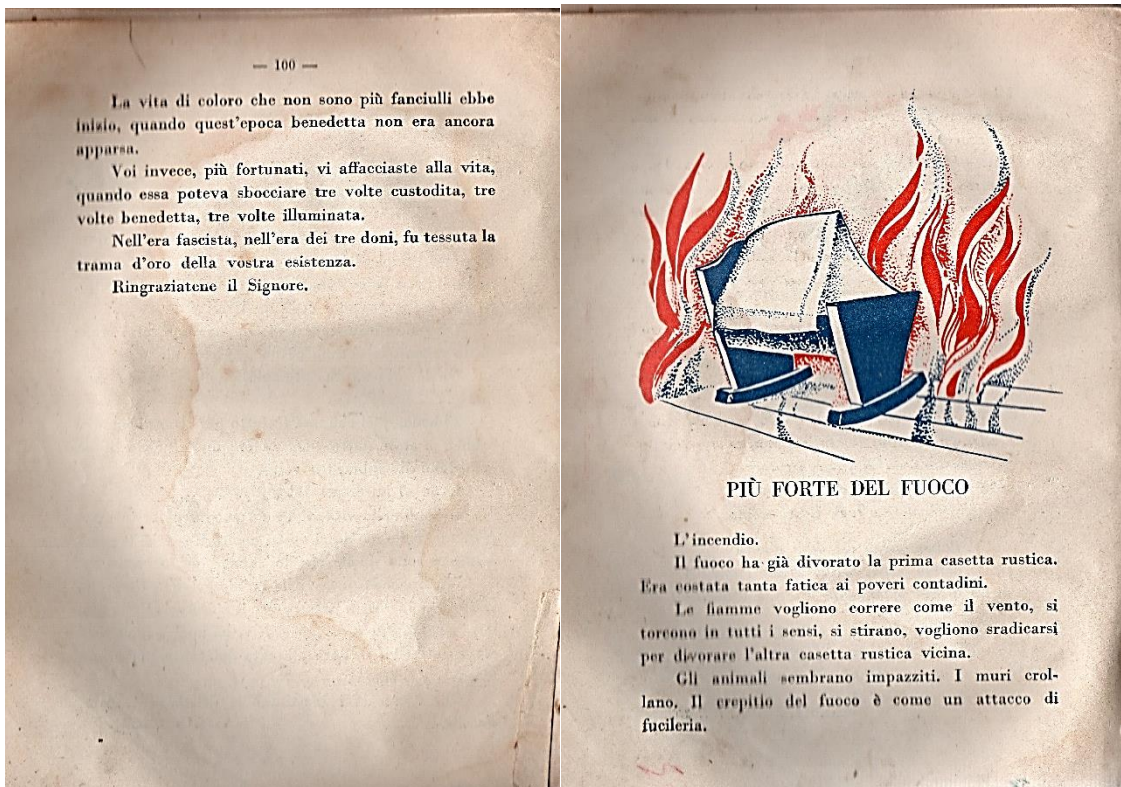 — 100 —
La vita di coloro che non sono più fanciulli ebbe
inizio, quando quest'epoca benedetta non era ancora
apparsa.
Voi invece, più fortunati, vi affacciaste alla vita,
quando essa poteva sbocciare tre volte custodita, tre
volte benedetta, tre volte illuminata.
Nell'era fascista, nell'era dei tre doni, fu tessuta la
trama d'oro della vostra esistenza.
Ringraziatene il Signore.
PIÙ FORTE DEL FUOCO
L'incendio.
Il fuoco ha già divorato la prima casetta rustica.
Era costata tanta fatica ai poveri contadini.
Le fiamme vogliono correre come il vento, si
torcono in tutti i sensi, si stirano, vogliono sradicarsi
per divorare l'altra casetta rustica vicina.
Gli animali sembrano impazziti. I muri crol-
lano. Il crepitio del fuoco è come un attacco di
fucileria.